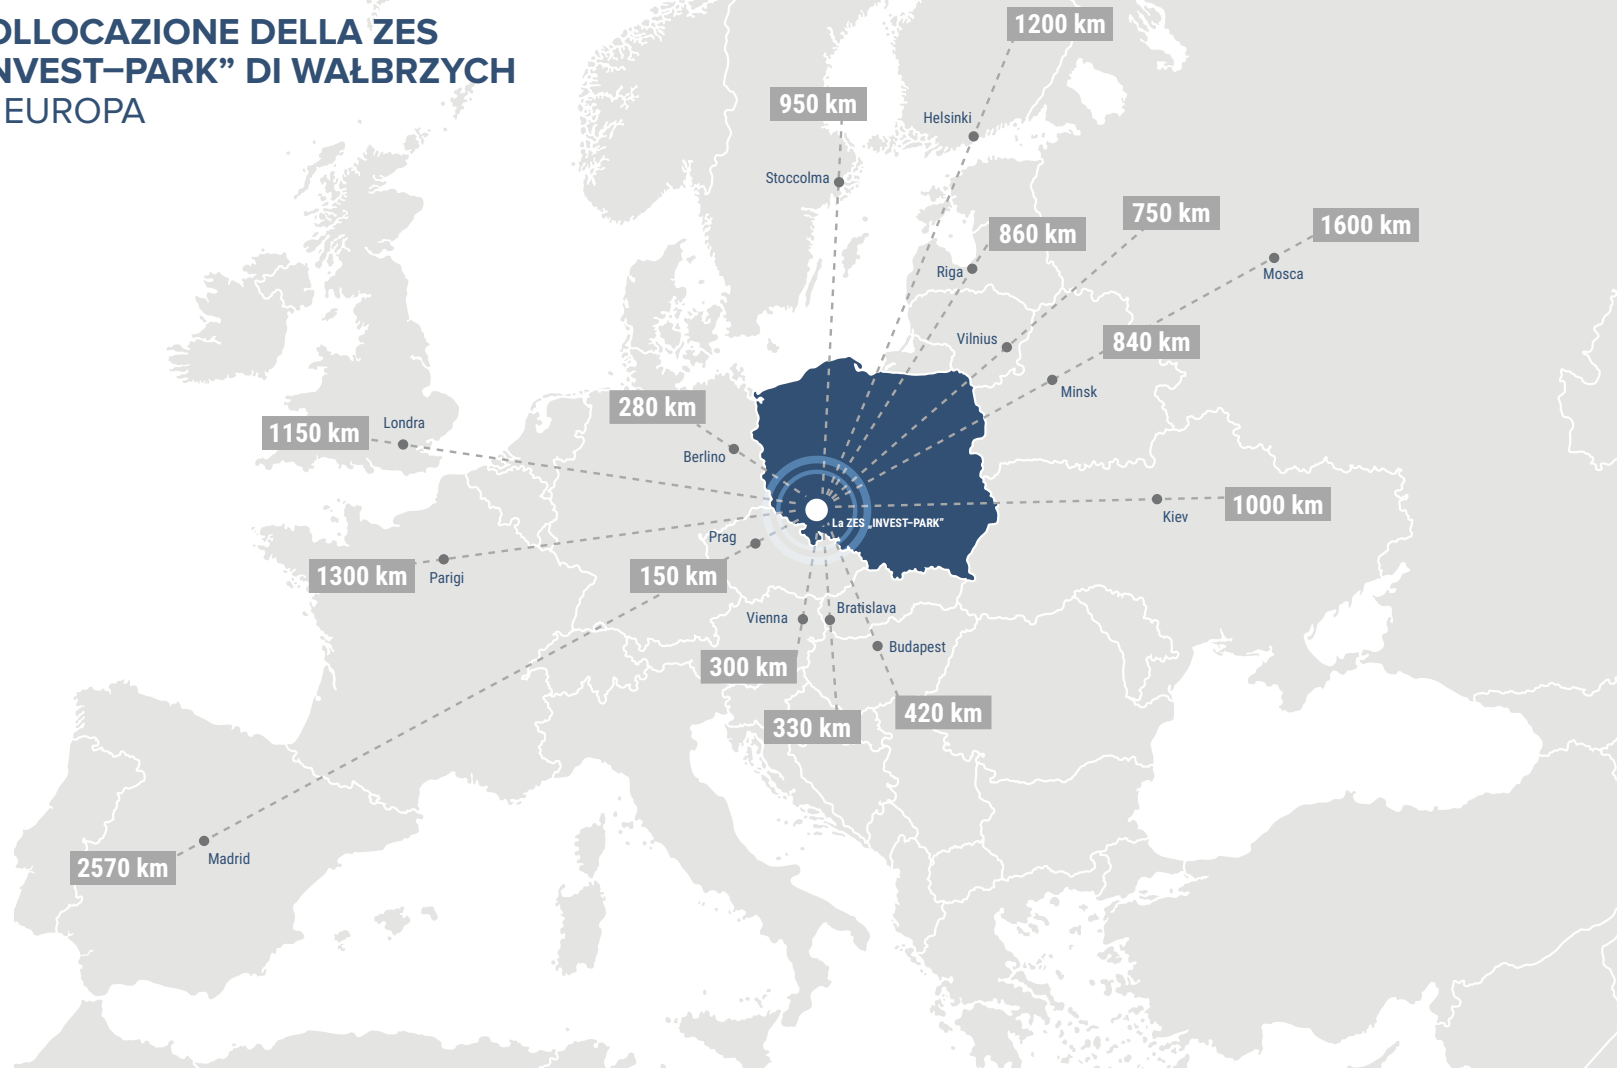 OLLOCAZIONE DELLA ZES
NVEST–PARK” DI WAŁBRZYCH
EUROPA
1200 km
950 km
Helsinki
Stoccolma
750 km
1600 km
860 km
Riga
Mosca
Vilnius
840 km
Minsk
280 km
Londra
1150 km
Berlino
Kiev
1000 km
La ZES „INVEST–PARK”
Prag
1300 km
Parigi
150 km
Vienna
Bratislava
Budapest
300 km
420 km
330 km
Madrid
2570 km